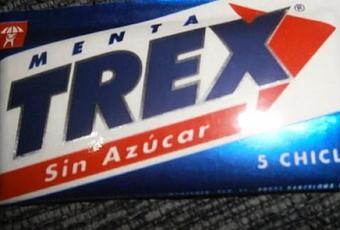 MENTA
TREX®
Sin Azúcar
5 CHICL